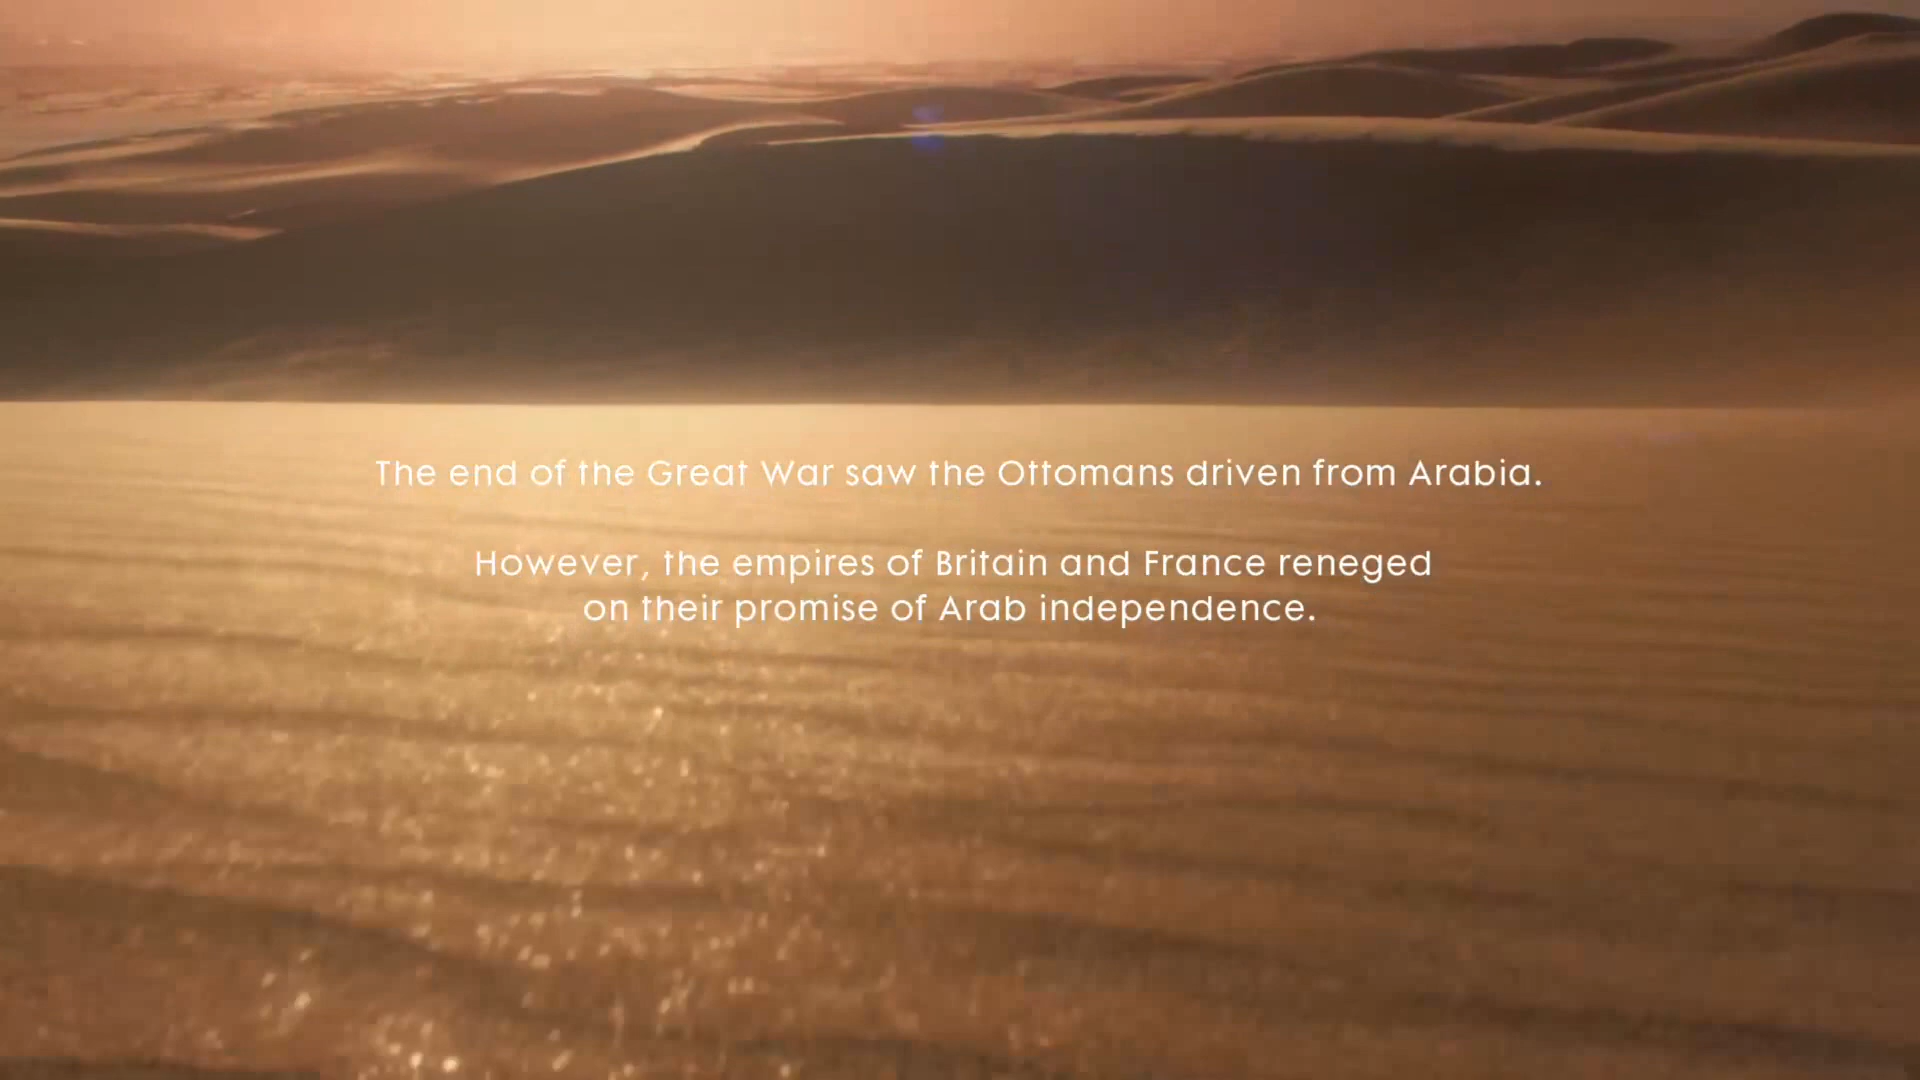 The end of the Great War saw the Ottomans driven from Arabia.
However, the empires of Britain and France reneged
on their promise of Arab independence.